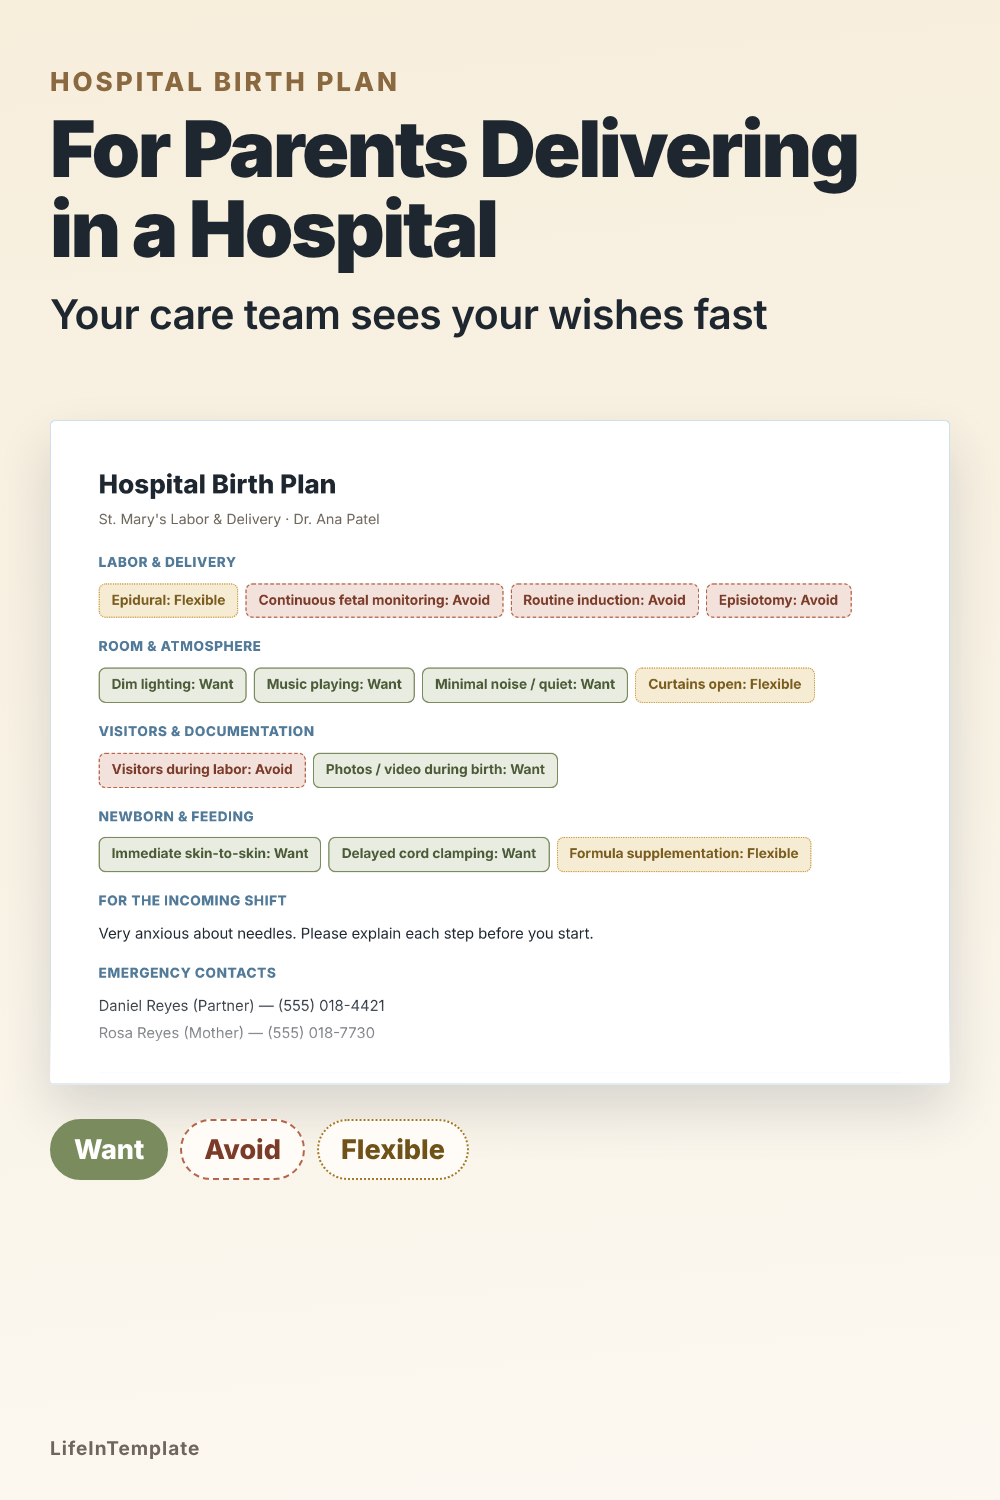 HOSPITAL BIRTH PLAN
For Parents Delivering
in a Hospital
Your care team sees your wishes fast
Hospital Birth Plan
St. Mary's Labor & Delivery · Dr. Ana Patel
LABOR & DELIVERY
Epidural: Flexible Continuous fetal monitoring: Avoid Routine induction: Avoid Episiotomy: Avoid
ROOM & ATMOSPHERE
Dim lighting: Want Music playing: Want Minimal noise / quiet: Want Curtains open: Flexible
VISITORS & DOCUMENTATION
Visitors during labor: Avoid Photos / video during birth: Want
NEWBORN & FEEDING
Immediate skin-to-skin: Want Delayed cord clamping: Want Formula supplementation: Flexible
FOR THE INCOMING SHIFT
Very anxious about needles. Please explain each step before you start.
EMERGENCY CONTACTS
Daniel Reyes (Partner) — (555) 018-4421
Rosa Reyes (Mother) — (555) 018-7730
Want Avoid Flexible
LifeInTemplate